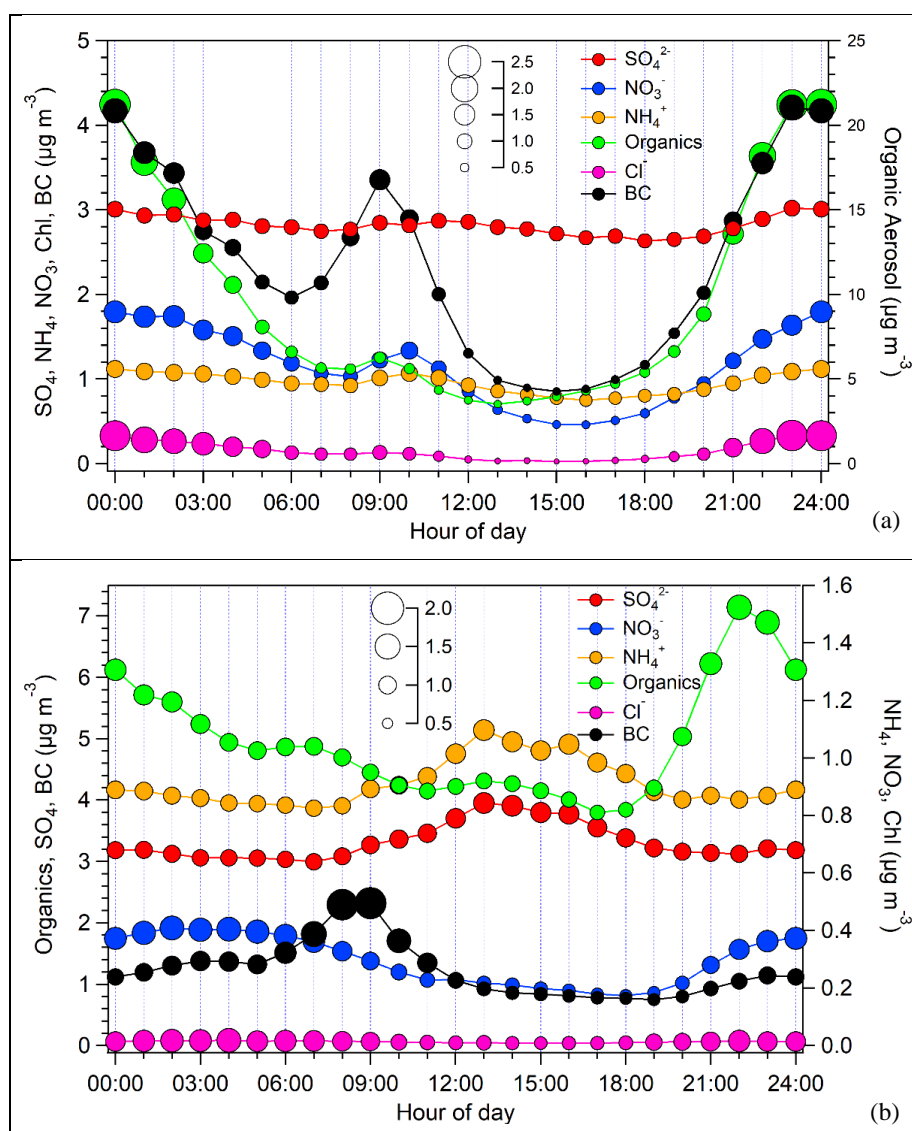 5
4
3
2
1
0
SO₄, NH₄, NO₃, Chl, BC (µg m⁻³)
2.5
2.0
1.5
1.0
0.5
SO₄²⁻
NO₃⁻
NH₄⁺
Organics
Cl⁻
BC
25
20
15
10
5
0
Organic Aerosol (µg m⁻³)
00:00 03:00 06:00 09:00 12:00 15:00 18:00 21:00 24:00
Hour of day
(a)
7
6
5
4
3
2
1
0
Organics, SO₄, BC (µg m⁻³)
2.0
1.5
1.0
0.5
SO₄²⁻
NO₃⁻
NH₄⁺
Organics
Cl⁻
BC
1.6
1.4
1.2
1.0
0.8
0.6
0.4
0.2
0.0
NH₄, NO₃, Chl (µg m⁻³)
00:00 03:00 06:00 09:00 12:00 15:00 18:00 21:00 24:00
Hour of day
(b)